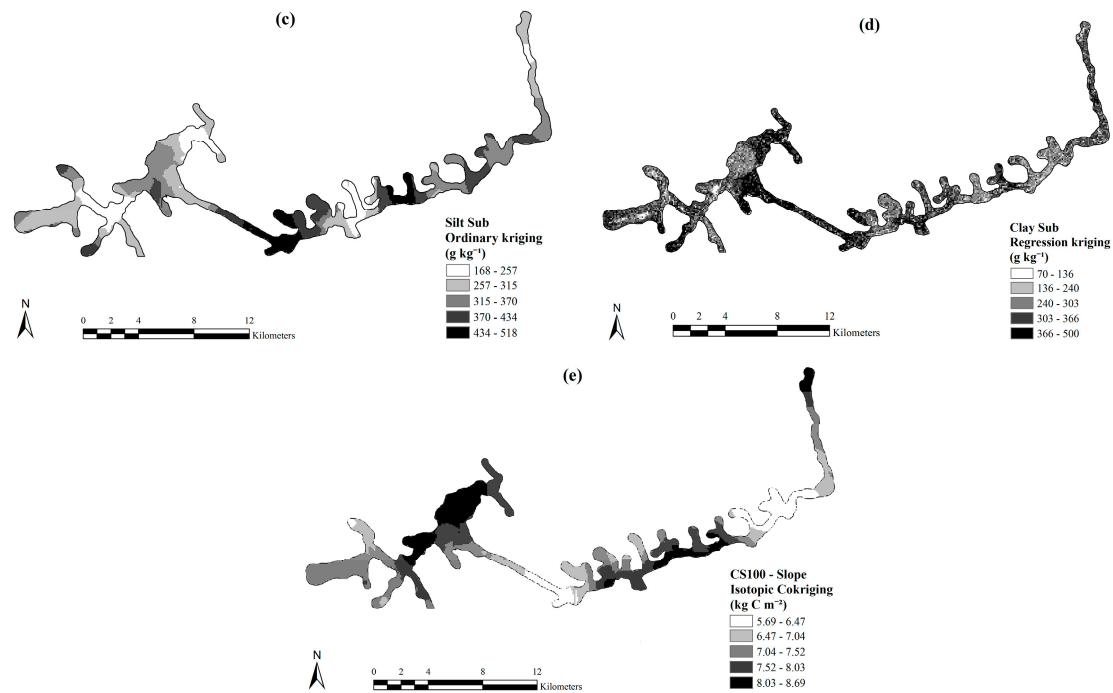 (c)
Silt Sub
Ordinary kriging
(g kg⁻¹)
168 - 257
257 - 315
315 - 370
370 - 434
434 - 518
N
0 2 4 8 12
Kilometers
(d)
Clay Sub
Regression kriging
(g kg⁻¹)
70 - 136
136 - 240
240 - 303
303 - 366
366 - 500
N
0 2 4 8 12
Kilometers
(e)
CS100 - Slope
Isotopic Cokriging
(kg C m⁻²)
5.69 - 6.47
6.47 - 7.04
7.04 - 7.52
7.52 - 8.03
8.03 - 8.69
N
0 2 4 8 12
Kilometers